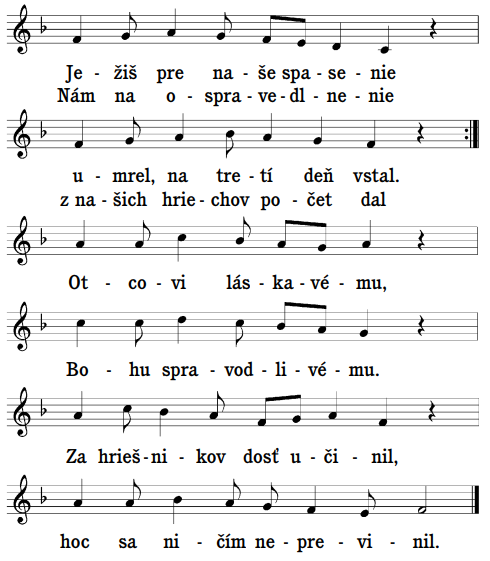 Je - žiš pre na - še spa - se - nie
Nám na o - spra - ve - dl - ne - nie
u - mrel, na tre - tí deň vstal.
z na - šich hrie - chov po - čet dal
Ot - co - vi lás - ka - vé - mu,
Bo - hu spra - vod - li - vé - mu.
Za hrieš - ni - kov dosť u - či - nil,
hoc sa ni - čím ne - pre - vi - nil.